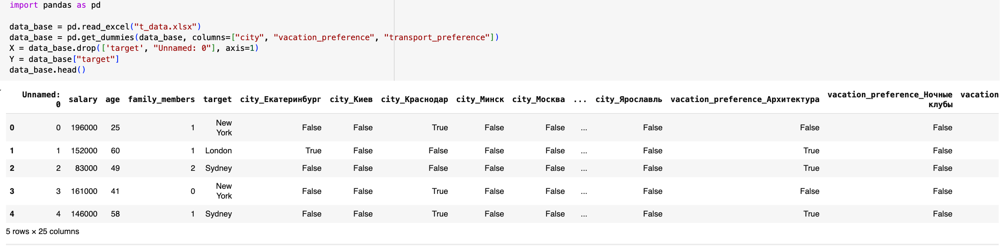 import pandas as pd
data_base = pd.read_excel("t_data.xlsx")
data_base = pd.get_dummies(data_base, columns=["city", "vacation_preference", "transport_preference"])
X = data_base.drop(['target', "Unnamed: 0"], axis=1)
Y = data_base["target"]
data_base.head()
Unnamed: 0 salary age family_members target city_Екатеринбург city_Киев city_Краснодар city_Минск city_Москва ... city_Ярославль vacation_preference_Архитектура vacation_preference_Ночные клубы vacation
0 0 196000 25 1 New York False False True False False ... False False False
1 1 152000 60 1 London True False False False False ... False True False
2 2 83000 49 2 Sydney False False False False False ... False True False
3 3 161000 41 0 New York False False True False False ... False False False
4 4 146000 58 1 Sydney False False True False False ... False True False
5 rows × 25 columns